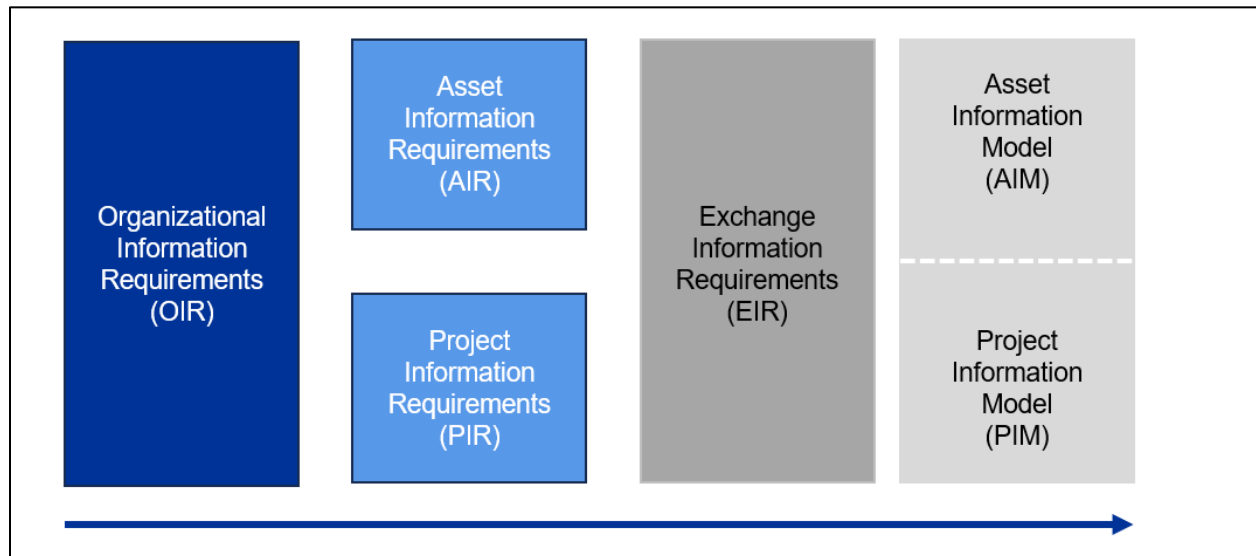 Organizational
Information
Requirements
(OIR)
Asset
Information
Requirements
(AIR)
Project
Information
Requirements
(PIR)
Exchange
Information
Requirements
(EIR)
Asset
Information
Model
(AIM)
Project
Information
Model
(PIM)